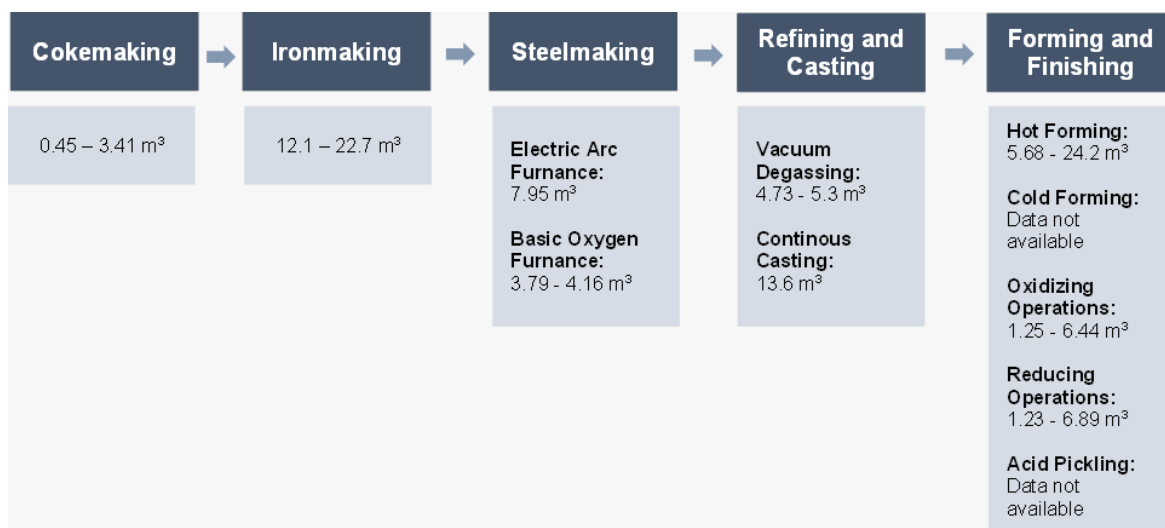 Cokemaking
Ironmaking
Steelmaking
Refining and
Casting
Forming and
Finishing
0.45 – 3.41 m³
12.1 – 22.7 m³
Electric Arc
Furnance:
7.95 m³
Basic Oxygen
Furnance:
3.79 - 4.16 m³
Vacuum
Degassing:
4.73 - 5.3 m³
Continous
Casting:
13.6 m³
Hot Forming:
5.68 - 24.2 m³
Cold Forming:
Data not
available
Oxidizing
Operations:
1.25 - 6.44 m³
Reducing
Operations:
1.23 - 6.89 m³
Acid Pickling:
Data not
available